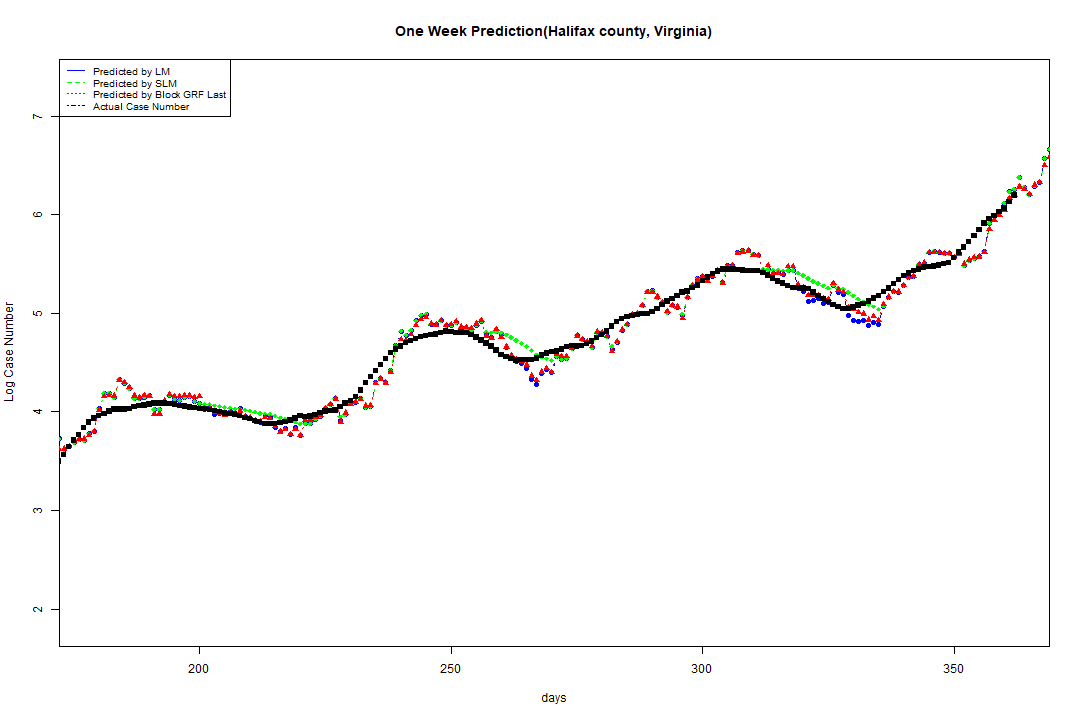 One Week Prediction(Halifax county, Virginia)
Predicted by LM
Predicted by SLM
Predicted by Block GRF Last
Actual Case Number
7
6
5
4
3
2
Log Case Number
200 250 300 350
days